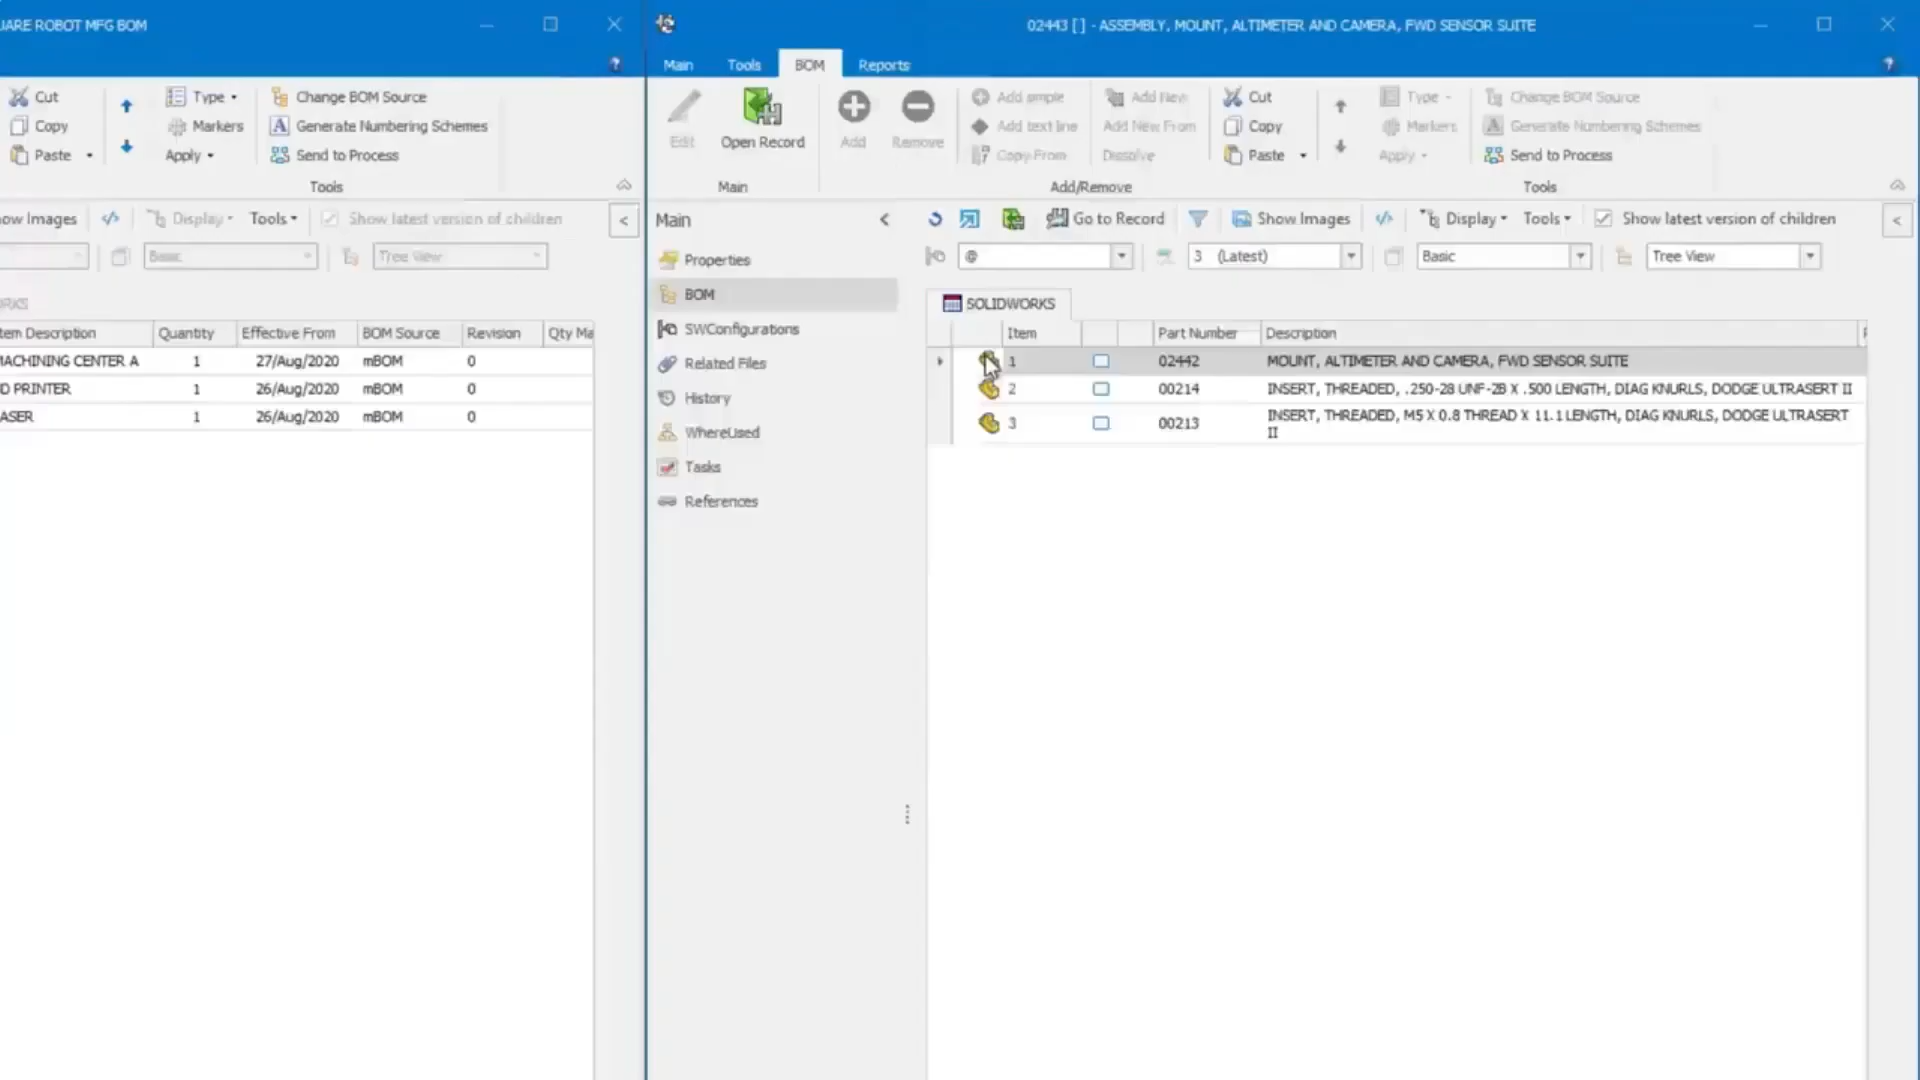 UARE ROBOT MFG BOM
Cut
Copy
Paste
Type
Markers
Apply
Change BOM Source
Generate Numbering Schemes
Send to Process
Tools
ow Images
Display
Tools
Show latest version of children
Basic
Tree View
ORKS
tem Description Quantity Effective From BOM Source Revision Qty Ma
MACHINING CENTER A 1 27/Aug/2020 mBOM 0
D PRINTER 1 26/Aug/2020 mBOM 0
ASER 1 26/Aug/2020 mBOM 0
02443 [ ] - ASSEMBLY, MOUNT, ALTIMETER AND CAMERA, FWD SENSOR SUITE
Main Tools BOM Reports
Edit
Open Record
Main
Add
Remove
Add simple
Add text line
Copy From
Add New
Add New From
Dissolve
Add/Remove
Cut
Copy
Paste
Type
Markers
Apply
Change BOM Source
Generate Numbering Schemes
Send to Process
Tools
Main
Properties
BOM
SWConfigurations
Related Files
History
WhereUsed
Tasks
References
Go to Record
Show Images
Display
Tools
Show latest version of children
@
3 (Latest)
Basic
Tree View
SOLIDWORKS
Item Part Number Description
1 02442 MOUNT, ALTIMETER AND CAMERA, FWD SENSOR SUITE
2 00214 INSERT, THREADED, .250-28 UNF-2B X .500 LENGTH, DIAG KNURLS, DODGE ULTRASERT II
3 00213 INSERT, THREADED, M5 X 0.8 THREAD X 11.1 LENGTH, DIAG KNURLS, DODGE ULTRASERT
II